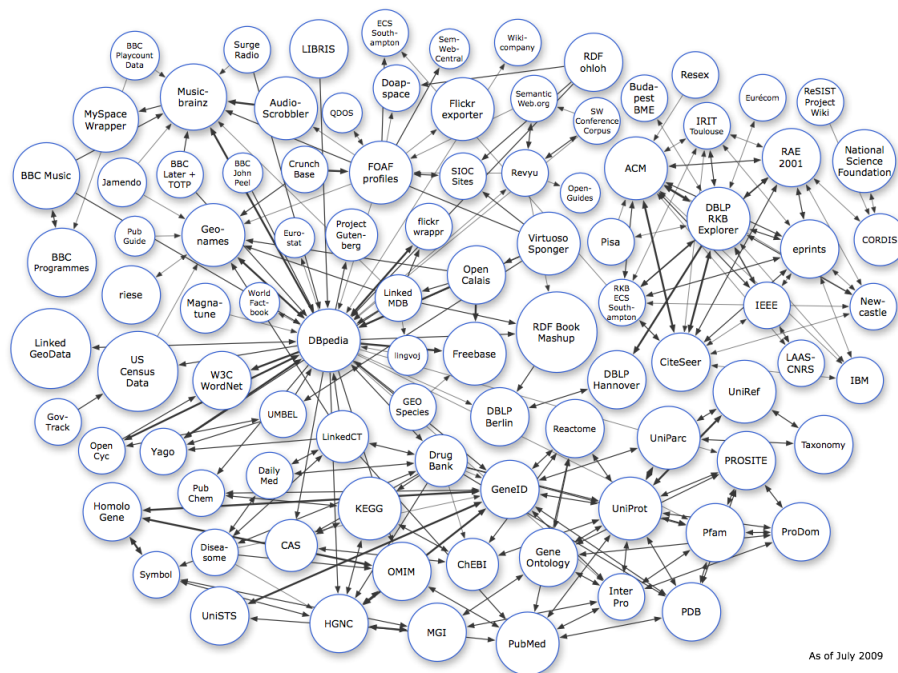 BBC
Playcount
Data
Surge
Radio
LIBRIS
ECS
South-
ampton
Sem-
Web-
Central
Wiki-
company
RDF
ohloh
Music-
brainz
Doap-
space
Semantic
Web.org
Buda-
pest
BME
Resex
Eurécom
ReSIST
Project
Wiki
MySpace
Wrapper
Audio-
Scrobbler
QDOS
Flickr
exporter
SW
Conference
Corpus
IRIT
Toulouse
RAE
2001
National
Science
Foundation
BBC Music
Jamendo
BBC
Later +
TOTP
BBC
John
Peel
Crunch
Base
FOAF
profiles
SIOC
Sites
Revyu
Open-
Guides
ACM
DBLP
RKB
Explorer
Pub
Guide
Geo-
names
Euro-
stat
Project
Guten-
berg
flickr
wrappr
Virtuoso
Sponger
Pisa
eprints
CORDIS
BBC
Programmes
riese
World
Fact-
book
Magna-
tune
Linked
MDB
Open
Calais
RKB
ECS
South-
ampton
IEEE
New-
castle
Linked
GeoData
US
Census
Data
W3C
WordNet
DBpedia
lingvoj
Freebase
RDF Book
Mashup
DBLP
Hannover
CiteSeer
LAAS-
CNRS
IBM
Gov-
Track
Open
Cyc
Yago
UMBEL
LinkedCT
GEO
Species
DBLP
Berlin
Reactome
UniParc
UniRef
Taxonomy
Pub
Chem
Daily
Med
Drug
Bank
GeneID
UniProt
PROSITE
Homolo
Gene
KEGG
Pfam
ProDom
Symbol
Disea-
some
CAS
OMIM
ChEBI
Gene
Ontology
Inter
Pro
UniSTS
HGNC
MGI
PubMed
PDB
As of July 2009